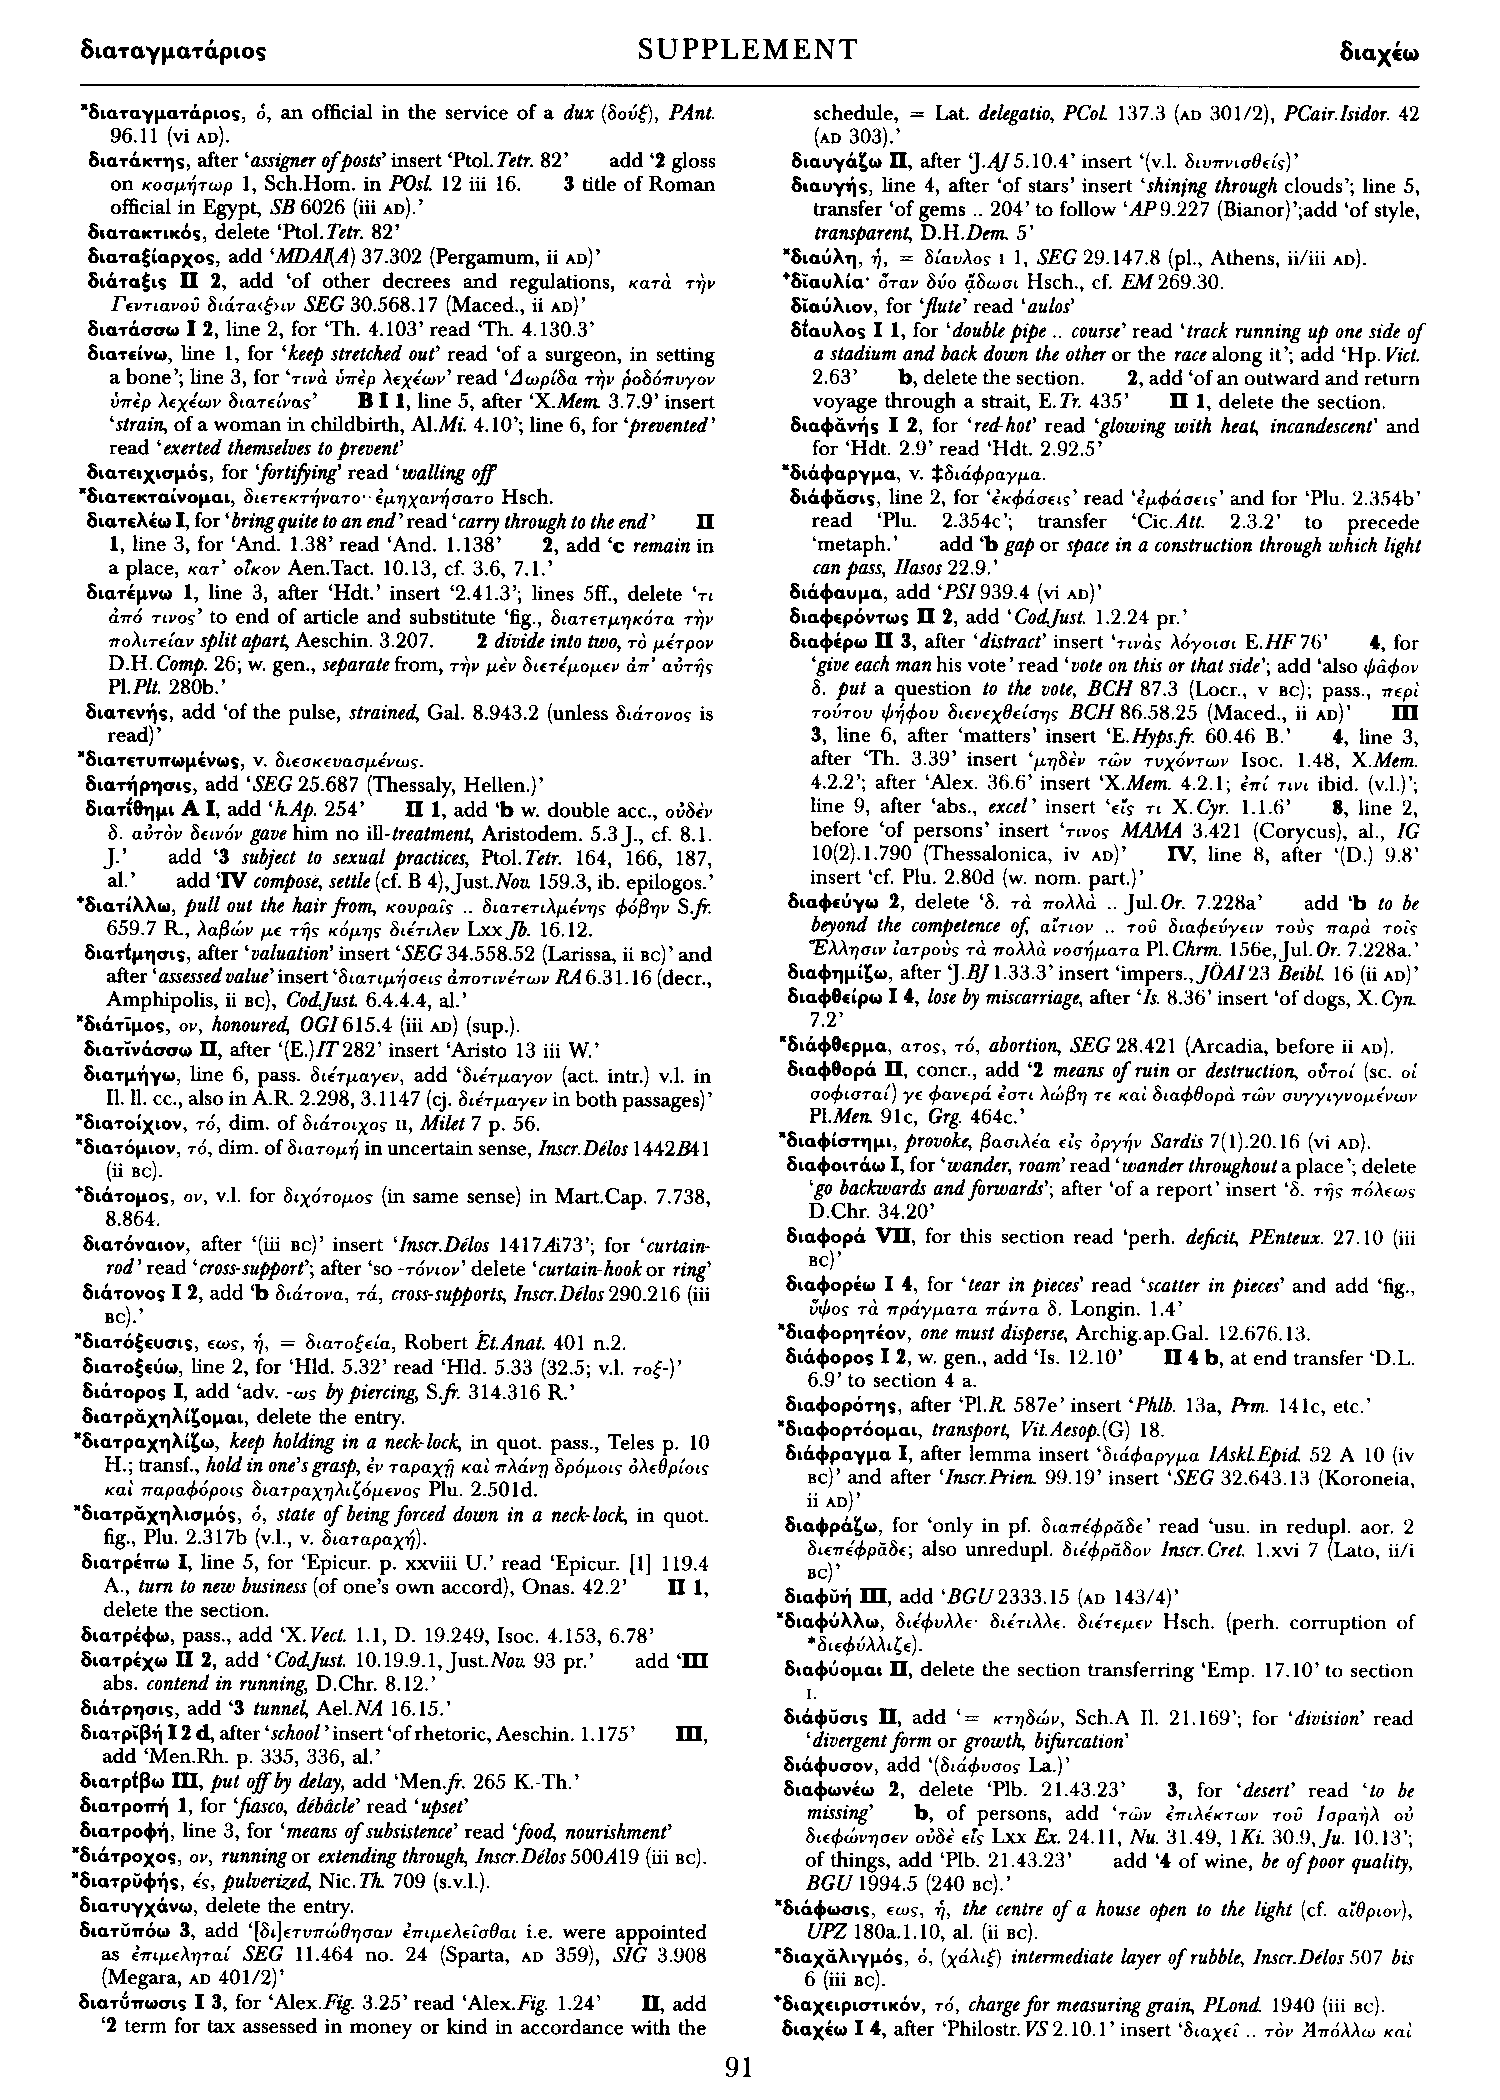 διαταγματάριος
SUPPLEMENT
διαχέω
*διαταγματάριος, ὁ, an official in the service of a dux (δούξ), PAnt.
96.11 (vi AD).
διατάκτης, after ‘assigner of posts’ insert ‘Ptol.Tetr. 82’ add ‘2 gloss
on κοσμήτωρ 1, Sch.Hom. in POsl. 12 iii 16. 3 title of Roman
official in Egypt, SB 6026 (iii AD).’
διατακτικός, delete ‘Ptol.Tetr. 82’
διαταξίαρχος, add ‘MDAI(A) 37.302 (Pergamum, ii AD)’
διάταξις II 2, add ‘of other decrees and regulations, κατὰ τὴν
Γεντιανοῦ διάτα‹ξ›ιν SEG 30.568.17 (Maced., ii AD)’
διατάσσω I 2, line 2, for ‘Th. 4.103’ read ‘Th. 4.130.3’
διατείνω, line 1, for ‘keep stretched out’ read ‘of a surgeon, in setting
a bone’; line 3, for ‘τινὰ ὑπὲρ λεχέων’ read ‘Δωρίδα τὴν ῥοδόπυγον
ὑπὲρ λεχέων διατείνας’ B I 1, line 5, after ‘X.Mem. 3.7.9’ insert
‘strain, of a woman in childbirth, Al.Mi. 4.10’; line 6, for ‘prevented’
read ‘exerted themselves to prevent’
διατειχισμός, for ‘fortifying’ read ‘walling off’
*διατεκταίνομαι, διετεκτήνατο· ἐμηχανήσατο Hsch.
διατελέω I, for ‘bring quite to an end’ read ‘carry through to the end’ II
1, line 3, for ‘And. 1.38’ read ‘And. 1.138’ 2, add ‘c remain in
a place, κατ’ οἶκον Aen.Tact. 10.13, cf. 3.6, 7.1.’
διατέμνω 1, line 3, after ‘Hdt.’ insert ‘2.41.3’; lines 5ff., delete ‘τι
ἀπό τινος’ to end of article and substitute ‘fig., διατετμηκότα τὴν
πολιτείαν split apart, Aeschin. 3.207. 2 divide into two, τὸ μέτρον
D.H.Comp. 26; w. gen., separate from, τὴν μὲν διετέμομεν ἀπ’ αὐτῆς
Pl.Plt. 280b.’
διατενής, add ‘of the pulse, strained, Gal. 8.943.2 (unless διάτονος is
read)’
*διατετυπωμένως, v. διεσκευασμένως.
διατήρησις, add ‘SEG 25.687 (Thessaly, Hellen.)’
διατίθημι A I, add ‘h.Ap. 254’ II 1, add ‘b w. double acc., οὐδὲν
δ. αὐτὸν δεινόν gave him no ill-treatment, Aristodem. 5.3 J., cf. 8.1.
J.’ add ‘3 subject to sexual practices, Ptol.Tetr. 164, 166, 187,
al.’ add ‘IV compose, settle (cf. B 4), Just.Nov. 159.3, ib. epilogos.’
⁺διατίλλω, pull out the hair from, κουραῖς .. διατετιλμένης φόβην S.fr.
659.7 R., λαβών με τῆς κόμης διέτιλεν Lxx Jb. 16.12.
διατίμησις, after ‘valuation’ insert ‘SEG 34.558.52 (Larissa, ii BC)’ and
after ‘assessed value’ insert ‘διατιμήσεις ἀποτινέτων RA 6.31.16 (decr.,
Amphipolis, ii BC), Cod.Just. 6.4.4.4, al.’
*διάτῑμος, ον, honoured, OGI 615.4 (iii AD) (sup.).
διατῐνάσσω II, after ‘(E.)IT 282’ insert ‘Aristo 13 iii W.’
διατμήγω, line 6, pass. διέτμαγεν, add ‘διέτμαγον (act. intr.) v.l. in
Il. ll. cc., also in A.R. 2.298, 3.1147 (cj. διέτμαγεν in both passages)’
*διατοίχιον, τό, dim. of διάτοιχος II, Milet 7 p. 56.
*διατόμιον, τό, dim. of διατομή in uncertain sense, Inscr.Délos 1442B41
(ii BC).
⁺διάτομος, ον, v.l. for διχότομος (in same sense) in Mart.Cap. 7.738,
8.864.
διατόναιον, after ‘(iii BC)’ insert ‘Inscr.Délos 1417Ai73’; for ‘curtain-
rod’ read ‘cross-support’; after ‘so -τόνιον’ delete ‘curtain-hook or ring’
διάτονος I 2, add ‘b διάτονα, τά, cross-supports, Inscr.Délos 290.216 (iii
BC).’
*διατόξευσις, εως, ἡ, = διατοξεία, Robert Ét.Anat. 401 n.2.
διατοξεύω, line 2, for ‘Hld. 5.32’ read ‘Hld. 5.33 (32.5; v.l. τοξ-)’
διάτορος I, add ‘adv. -ως by piercing, S.fr. 314.316 R.’
διατρᾰχηλίζομαι, delete the entry.
*διατραχηλίζω, keep holding in a neck-lock, in quot. pass., Teles p. 10
H.; transf., hold in one’s grasp, ἐν ταραχῇ καὶ πλάνῃ δρόμοις ὀλεθρίοις
καὶ παραφόροις διατραχηλιζόμενος Plu. 2.501d.
*διατρᾰχηλισμός, ὁ, state of being forced down in a neck-lock, in quot.
fig., Plu. 2.317b (v.l., v. διαταραχή).
διατρέπω I, line 5, for ‘Epicur. p. xxviii U.’ read ‘Epicur. [1] 119.4
A., turn to new business (of one’s own accord), Onas. 42.2’ II 1,
delete the section.
διατρέφω, pass., add ‘X.Vect. 1.1, D. 19.249, Isoc. 4.153, 6.78’
διατρέχω II 2, add ‘Cod.Just. 10.19.9.1, Just.Nov. 93 pr.’ add ‘III
abs. contend in running, D.Chr. 8.12.’
διάτρησις, add ‘3 tunnel, Ael.NA 16.15.’
διατρῐβή I 2 d, after ‘school’ insert ‘of rhetoric, Aeschin. 1.175’ III,
add ‘Men.Rh. p. 335, 336, al.’
διατρίβω III, put off by delay, add ‘Men.fr. 265 K.-Th.’
διατροπή 1, for ‘fiasco, débâcle’ read ‘upset’
διατροφή, line 3, for ‘means of subsistence’ read ‘food, nourishment’
*διάτροχος, ον, running or extending through, Inscr.Délos 500A19 (iii BC).
*διατρῠφής, ές, pulverized, Nic.Th. 709 (s.v.l.).
διατυγχάνω, delete the entry.
διατῠπόω 3, add ‘[δι]ετυπώθησαν ἐπιμελεῖσθαι i.e. were appointed
as ἐπιμεληταί SEG 11.464 no. 24 (Sparta, AD 359), SIG 3.908
(Megara, AD 401/2)’
διατύπωσις I 3, for ‘Alex.Fig. 3.25’ read ‘Alex.Fig. 1.24’ II, add
‘2 term for tax assessed in money or kind in accordance with the
schedule, = Lat. delegatio, PCol. 137.3 (AD 301/2), PCair.Isidor. 42
(AD 303).’
διαυγάζω II, after ‘J.AJ 5.10.4’ insert ‘(v.l. διυπνισθείς)’
διαυγής, line 4, after ‘of stars’ insert ‘shining through clouds’; line 5,
transfer ‘of gems .. 204’ to follow ‘AP 9.227 (Bianor)’;add ‘of style,
transparent, D.H.Dem. 5’
*διαύλη, ἡ, = δίαυλος I 1, SEG 29.147.8 (pl., Athens, ii/iii AD).
⁺δῐαυλία· ὅταν δύο ᾄδωσι Hsch., cf. EM 269.30.
δῐαύλιον, for ‘flute’ read ‘aulos’
δίαυλος I 1, for ‘double pipe .. course’ read ‘track running up one side of
a stadium and back down the other or the race along it’; add ‘Hp. Vict.
2.63’ b, delete the section. 2, add ‘of an outward and return
voyage through a strait, E.Tr. 435’ II 1, delete the section.
διαφᾰνής I 2, for ‘red-hot’ read ‘glowing with heat, incandescent’ and
for ‘Hdt. 2.9’ read ‘Hdt. 2.92.5’
*διάφαργμα, v. ‡διάφραγμα.
διάφᾰσις, line 2, for ‘ἐκφάσεις’ read ‘ἐμφάσεις’ and for ‘Plu. 2.354b’
read ‘Plu. 2.354c’; transfer ‘Cic.Att. 2.3.2’ to precede
‘metaph.’ add ‘b gap or space in a construction through which light
can pass, IIasos 22.9.’
διάφαυμα, add ‘PSI 939.4 (vi AD)’
διαφερόντως II 2, add ‘Cod.Just. 1.2.24 pr.’
διαφέρω II 3, after ‘distract’ insert ‘τινὰς λόγοισι E.HF 76’ 4, for
‘give each man his vote’ read ‘vote on this or that side’; add ‘also ψᾶφον
δ. put a question to the vote, BCH 87.3 (Locr., v BC); pass., περὶ
τούτου ψήφου διενεχθείσης BCH 86.58.25 (Maced., ii AD)’ III
3, line 6, after ‘matters’ insert ‘E.Hyps.fr. 60.46 B.’ 4, line 3,
after ‘Th. 3.39’ insert ‘μηδὲν τῶν τυχόντων Isoc. 1.48, X.Mem.
4.2.2’; after ‘Alex. 36.6’ insert ‘X.Mem. 4.2.1; ἐπί τινι ibid. (v.l.)’;
line 9, after ‘abs., excel’ insert ‘εἴς τι X.Cyr. 1.1.6’ 8, line 2,
before ‘of persons’ insert ‘τινος MAMA 3.421 (Corycus), al., IG
10(2).1.790 (Thessalonica, iv AD)’ IV, line 8, after ‘(D.) 9.8’
insert ‘cf. Plu. 2.80d (w. nom. part.)’
διαφεύγω 2, delete ‘δ. τὰ πολλὰ .. Jul.Or. 7.228a’ add ‘b to be
beyond the competence of, αἴτιον .. τοῦ διαφεύγειν τοὺς παρὰ τοῖς
Ἕλλησιν ἰατροὺς τὰ πολλὰ νοσήματα Pl.Chrm. 156e, Jul.Or. 7.228a.’
διαφημίζω, after ‘J.BJ 1.33.3’ insert ‘impers., JÖAI 23 Beibl. 16 (ii AD)’
διαφθείρω I 4, lose by miscarriage, after ‘Is. 8.36’ insert ‘of dogs, X.Cyn.
7.2’
*διάφθερμα, ατος, τό, abortion, SEG 28.421 (Arcadia, before ii AD).
διαφθορά II, concr., add ‘2 means of ruin or destruction, οὗτοί (sc. οἱ
σοφισταί) γε φανερά ἐστι λώβη τε καὶ διαφθορὰ τῶν συγγιγνομένων
Pl.Men. 91c, Grg. 464c.’
*διαφίστημι, provoke, βασιλέα εἰς ὀργήν Sardis 7(1).20.16 (vi AD).
διαφοιτάω I, for ‘wander, roam’ read ‘wander throughout a place’; delete
‘go backwards and forwards’; after ‘of a report’ insert ‘δ. τῆς πόλεως
D.Chr. 34.20’
διαφορά VII, for this section read ‘perh. deficit, PEnteux. 27.10 (iii
BC)’
διαφορέω I 4, for ‘tear in pieces’ read ‘scatter in pieces’ and add ‘fig.,
ὕψος τὰ πράγματα πάντα δ. Longin. 1.4’
*διαφορητέον, one must disperse, Archig.ap.Gal. 12.676.13.
διάφορος I 2, w. gen., add ‘Is. 12.10’ II 4 b, at end transfer ‘D.L.
6.9’ to section 4 a.
διαφορότης, after ‘Pl.R. 587e’ insert ‘Phlb. 13a, Prm. 141c, etc.’
*διαφορτόομαι, transport, Vit.Aesop.(G) 18.
διάφραγμα I, after lemma insert ‘διάφαργμα IAskl.Epid. 52 A 10 (iv
BC)’ and after ‘Inscr.Prien. 99.19’ insert ‘SEG 32.643.13 (Koroneia,
ii AD)’
διαφράζω, for ‘only in pf. διαπέφρᾰδε’ read ‘usu. in redupl. aor. 2
διεπέφρᾰδε; also unredupl. διέφρᾰδον Inscr.Cret. 1.xvi 7 (Lato, ii/i
BC)’
διαφῠή III, add ‘BGU 2333.15 (AD 143/4)’
*διαφύλλω, διέφυλλε· διέτιλλε. διέτεμεν Hsch. (perh. corruption of
*διεφύλλιζε).
διαφύομαι II, delete the section transferring ‘Emp. 17.10’ to section
I.
διάφῠσις II, add ‘= κτηδών, Sch.A Il. 21.169’; for ‘division’ read
‘divergent form or growth, bifurcation’
διάφυσον, add ‘(διάφυσος La.)’
διαφωνέω 2, delete ‘Plb. 21.43.23’ 3, for ‘desert’ read ‘to be
missing’ b, of persons, add ‘τῶν ἐπιλέκτων τοῦ Ισραὴλ οὐ
διεφώνησεν οὐδὲ εἷς Lxx Ex. 24.11, Nu. 31.49, 1Ki. 30.9, Ju. 10.13’;
of things, add ‘Plb. 21.43.23’ add ‘4 of wine, be of poor quality,
BGU 1994.5 (240 BC).’
*διάφωσις, εως, ἡ, the centre of a house open to the light (cf. αἴθριον),
UPZ 180a.1.10, al. (ii BC).
*διαχᾰλιγμός, ὁ, (χάλιξ) intermediate layer of rubble, Inscr.Délos 507 bis
6 (iii BC).
⁺διαχειριστικόν, τό, charge for measuring grain, PLond. 1940 (iii BC).
διαχέω I 4, after ‘Philostr.VS 2.10.1’ insert ‘διαχεῖ .. τὸν Ἀπόλλω καὶ
91